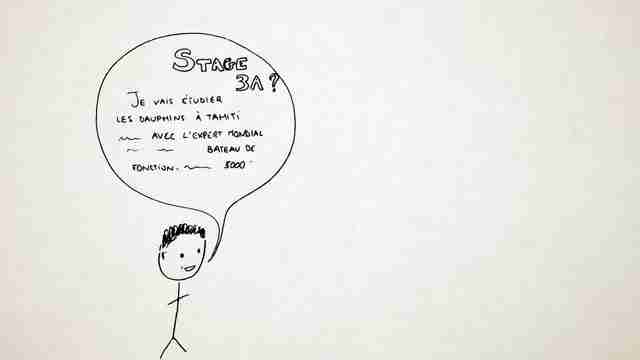 STAGE
3A ?
JE VAIS ÉTUDIER
LES DAUPHINS À TAHITI
AVEC L'EXPERT MONDIAL
BATEAU DE
FONCTION. 5000